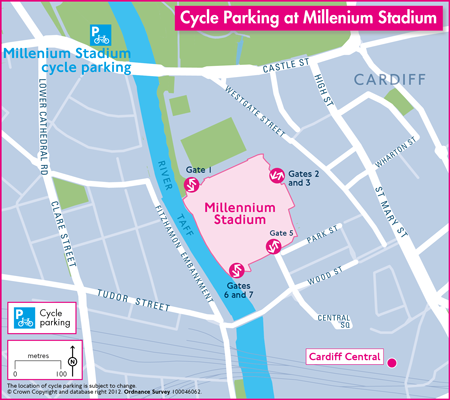 Cycle Parking at Millenium Stadium
P
Millenium Stadium
cycle parking
CASTLE ST
CARDIFF
HIGH ST
WESTGATE STREET
LOWER CATHEDRAL RD
WHARTON ST
Gate 1
Gates 2
and 3
RIVER TAFF
Millennium
Stadium
ST MARY ST
CLARE STREET
FITZHAMON EMBANKMENT
Gate 5
PARK ST
Gates
6 and 7
WOOD ST
TUDOR STREET
CENTRAL
SQ
P
Cycle
parking
metres
0 100
N
Cardiff Central
The location of cycle parking is subject to change.
© Crown Copyright and database right 2012. Ordnance Survey 100046062.